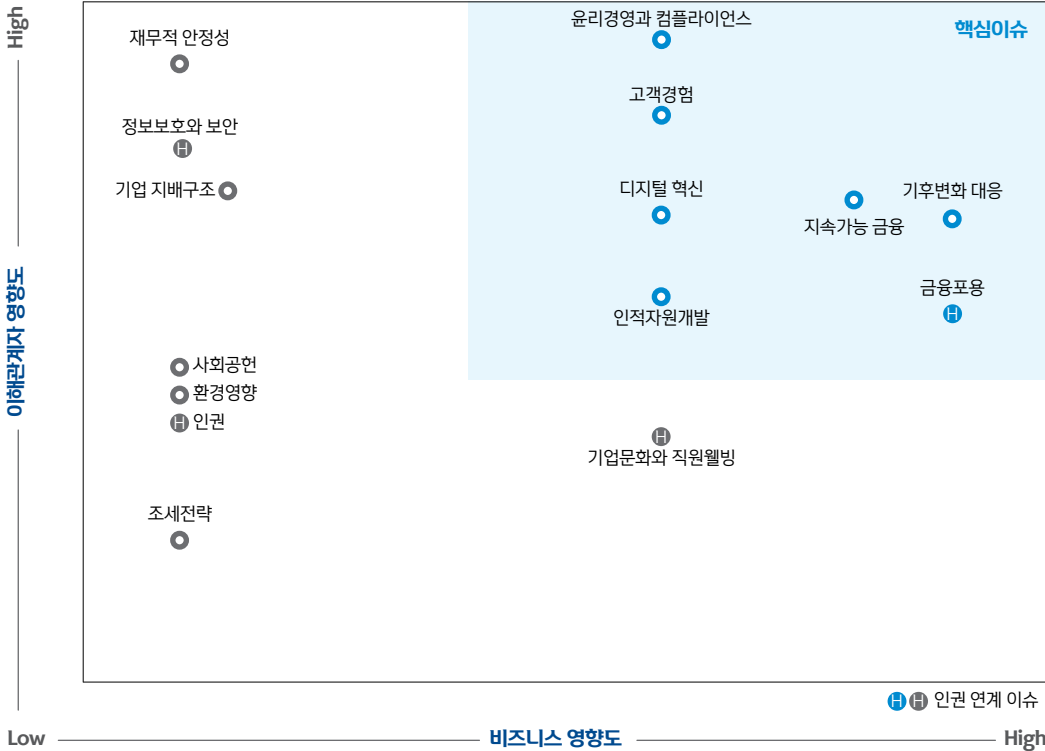 High
이해관계자 영향도
핵심이슈
윤리경영과 컴플라이언스
재무적 안정성
고객경험
정보보호와 보안
H
기업 지배구조
디지털 혁신
기후변화 대응
지속가능 금융
금융포용
H
인적자원개발
사회공헌
환경영향
H 인권
H
기업문화와 직원웰빙
조세전략
H H 인권 연계 이슈
Low
비즈니스 영향도
High